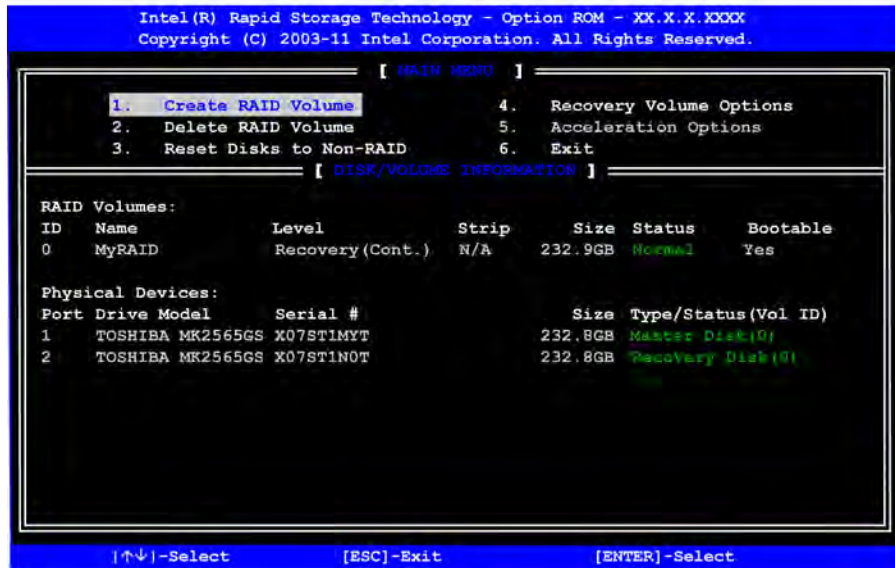 Intel(R) Rapid Storage Technology - Option ROM - XX.X.X.XXXX
Copyright (C) 2003-11 Intel Corporation. All Rights Reserved.
[ MAIN MENU ]
1. Create RAID Volume 4. Recovery Volume Options
2. Delete RAID Volume 5. Acceleration Options
3. Reset Disks to Non-RAID 6. Exit
[ DISK/VOLUME INFORMATION ]
RAID Volumes:
ID Name Level Strip Size Status Bootable
0 MyRAID Recovery(Cont.) N/A 232.9GB Normal Yes
Physical Devices:
Port Drive Model Serial # Size Type/Status(Vol ID)
1 TOSHIBA MK2565GS X07ST1MYT 232.8GB Master Disk(0)
2 TOSHIBA MK2565GS X07ST1N0T 232.8GB Recovery Disk(0)
[↑↓]-Select [ESC]-Exit [ENTER]-Select